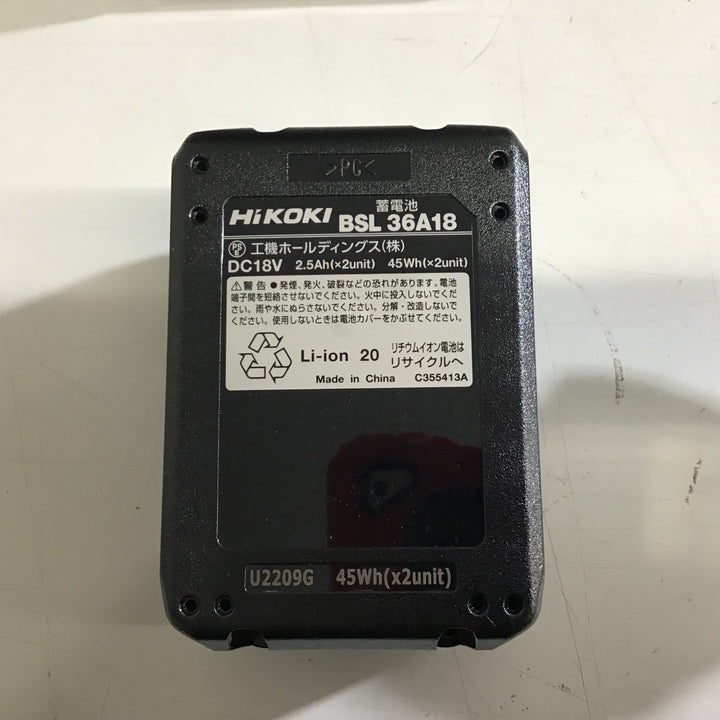 >PC<
HiKOKI
蓄電池
BSL 36A18
PS E 工機ホールディングス(株)
DC18V 2.5Ah(×2unit) 45Wh(×2unit)
⚠警告 ●発煙、発火、破裂などの恐れがあります。電池
端子間を短絡させないでください。火中に投入しないでくだ
さい。雨や水にぬらさないでください。分解・改造しないで
ください。使用しないときは電池カバーをかぶせてください。
Li-ion 20
リチウムイオン電池は
リサイクルへ
Made in China C355413A
U2209G 45Wh(x2unit)